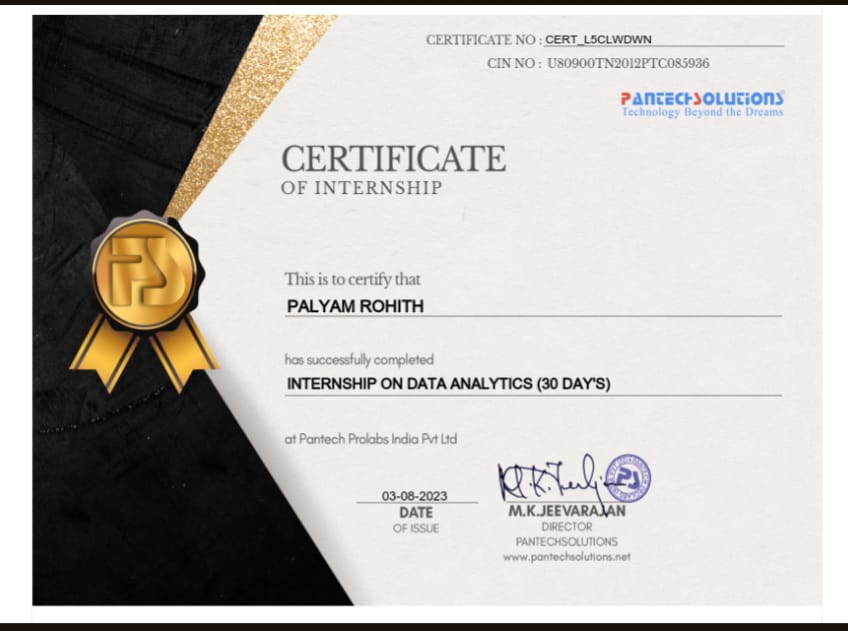 CERTIFICATE NO : CERT_L5CLWDWN
CIN NO : U80900TN2012PTC085936
PANTECHSOLUTIONS
Technology Beyond the Dreams
CERTIFICATE
OF INTERNSHIP
This is to certify that
PALYAM ROHITH
has successfully completed
INTERNSHIP ON DATA ANALYTICS (30 DAY'S)
at Pantech Prolabs India Pvt Ltd
03-08-2023
DATE
OF ISSUE
M.K.JEEVARAJAN
DIRECTOR
PANTECHSOLUTIONS
www.pantechsolutions.net